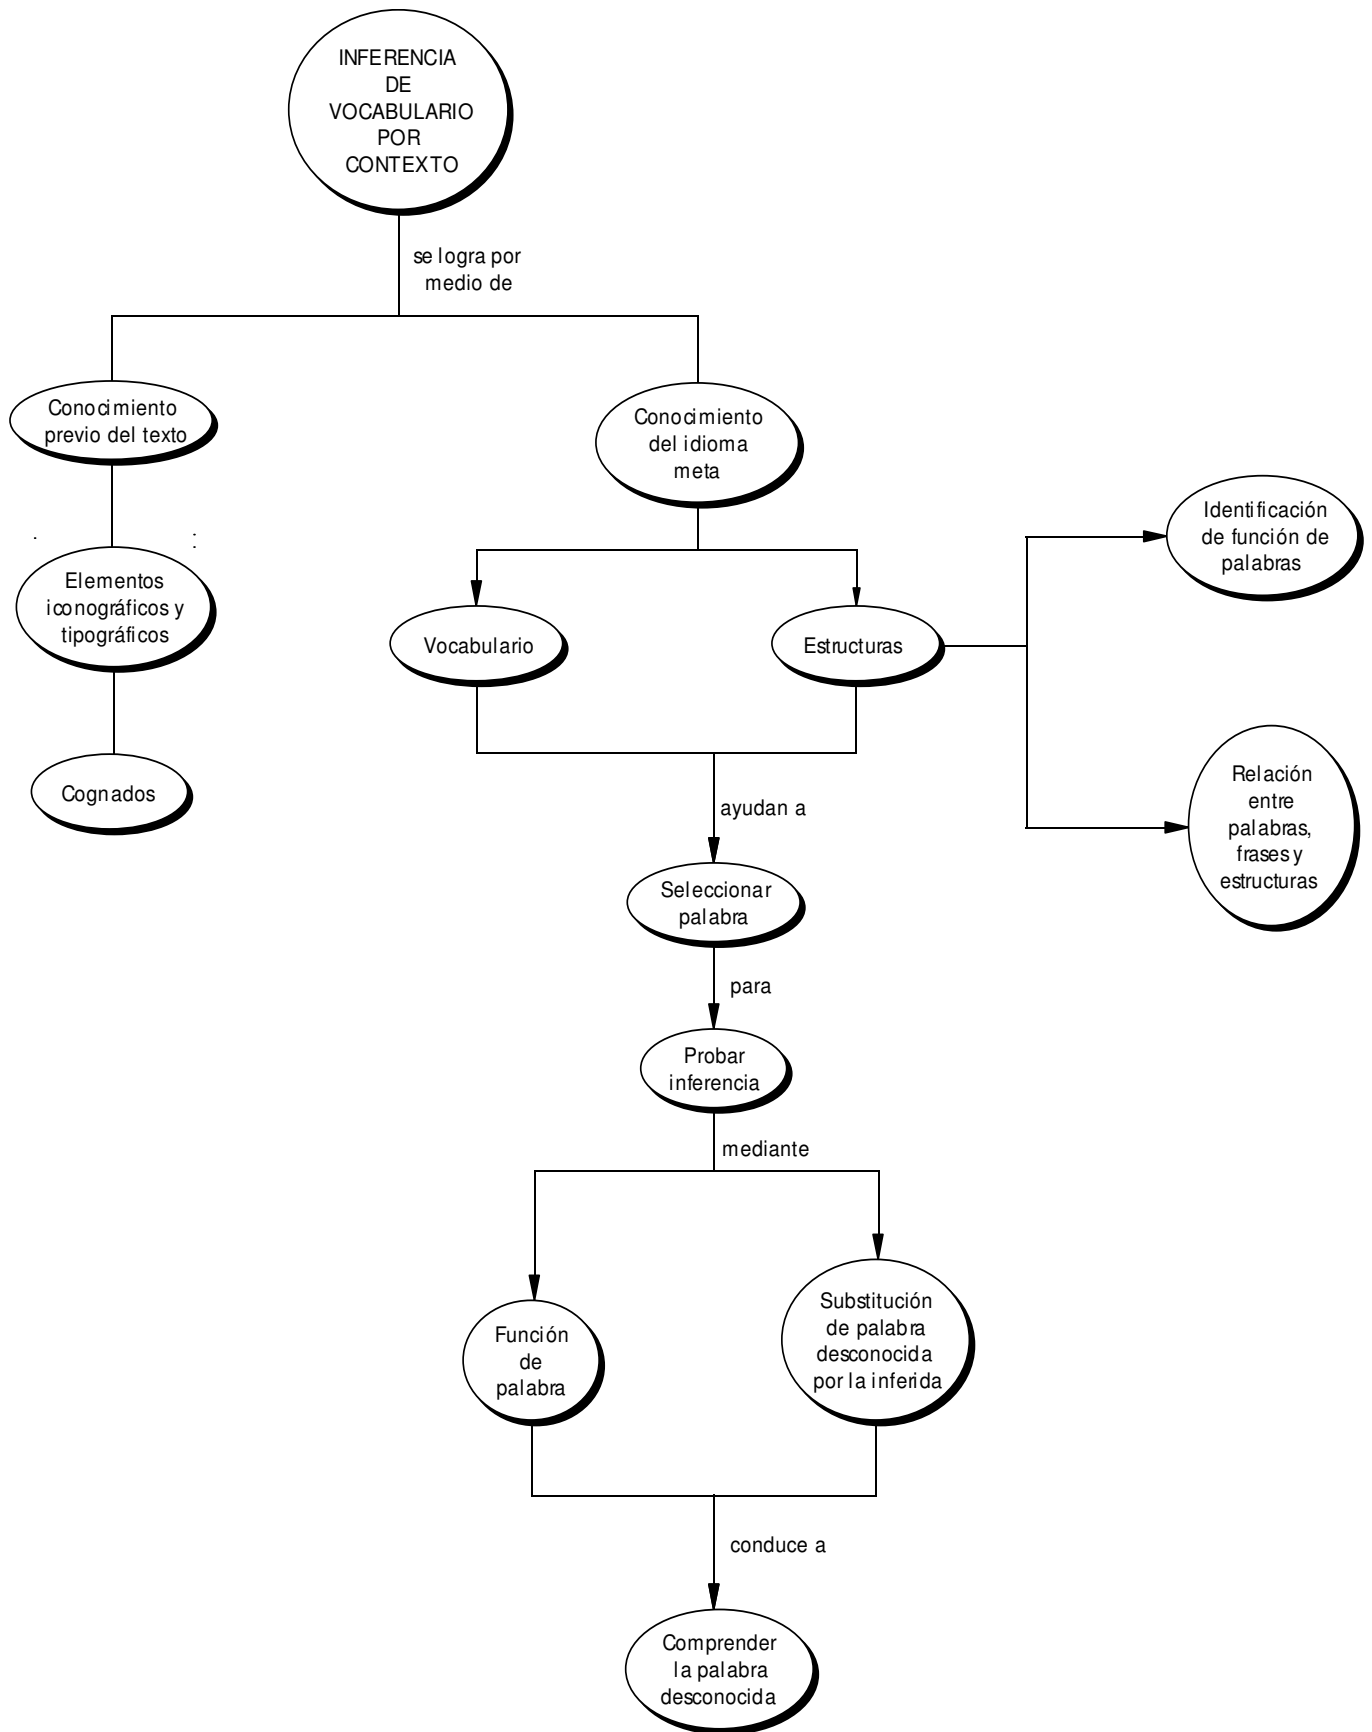 INFERENCIA
DE
VOCABULARIO
POR
CONTEXTO
se logra por
medio de
Conocimiento
previo del texto
Conocimiento
del idioma
meta
Elementos
iconográficos y
tipográficos
Vocabulario
Estructuras
Identificación
de función de
palabras
Cognados
Relación
entre
palabras,
frases y
estructuras
ayudan a
Seleccionar
palabra
para
Probar
inferencia
mediante
Función
de
palabra
Substitución
de palabra
desconocida
por la inferida
conduce a
Comprender
la palabra
desconocida